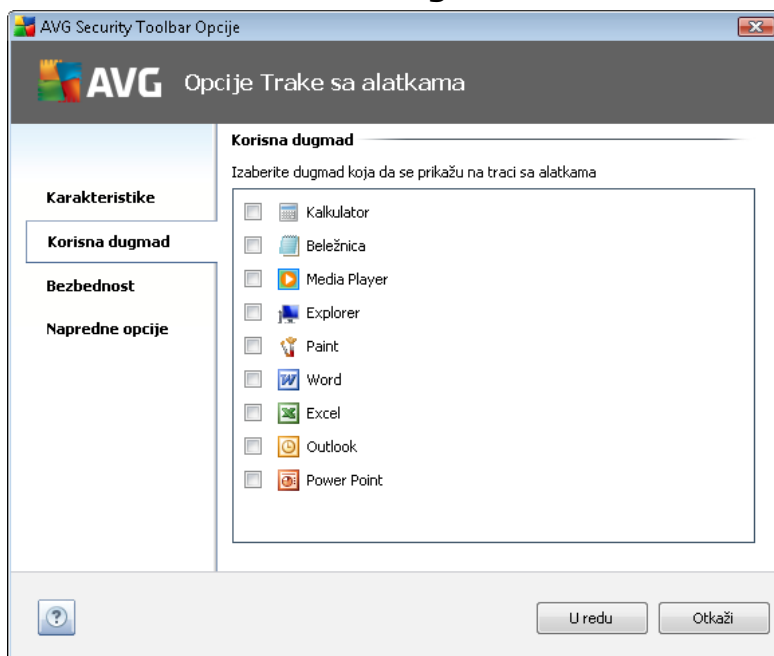 AVG Security Toolbar Opcije
AVG Opcije Trake sa alatkama
Korisna dugmad
Izaberite dugmad koja da se prikažu na traci sa alatkama
Karakteristike
Korisna dugmad
Bezbednost
Napredne opcije
Kalkulator
Beležnica
Media Player
Explorer
Paint
Word
Excel
Outlook
Power Point
?
U redu
Otkaži